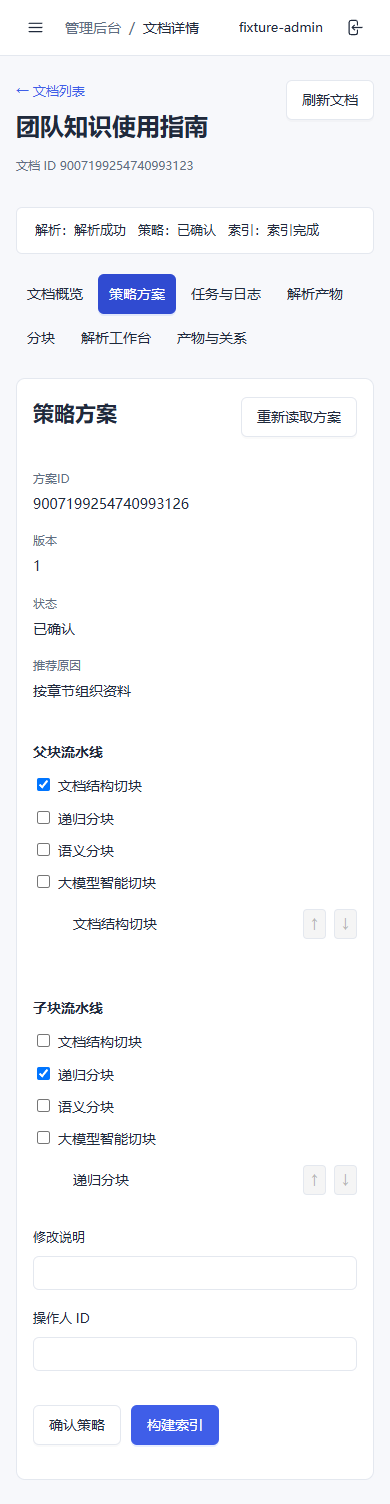 管理后台 / 文档详情 fixture-admin
← 文档列表
刷新文档
团队知识使用指南
文档 ID 9007199254740993123
解析：解析成功 策略：已确认 索引：索引完成
文档概览 策略方案 任务与日志 解析产物
分块 解析工作台 产物与关系
策略方案 重新读取方案
方案ID
9007199254740993126
版本
1
状态
已确认
推荐原因
按章节组织资料
父块流水线
文档结构切块
递归分块
语义分块
大模型智能切块
文档结构切块 ↑ ↓
子块流水线
文档结构切块
递归分块
语义分块
大模型智能切块
递归分块 ↑ ↓
修改说明
操作人 ID
确认策略 构建索引